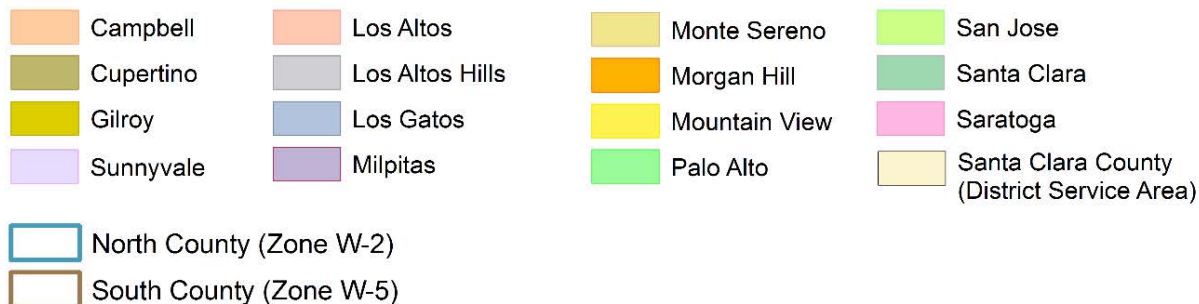 Campbell
Cupertino
Gilroy
Sunnyvale
Los Altos
Los Altos Hills
Los Gatos
Milpitas
Monte Sereno
Morgan Hill
Mountain View
Palo Alto
San Jose
Santa Clara
Saratoga
Santa Clara County
(District Service Area)
North County (Zone W-2)
South County (Zone W-5)